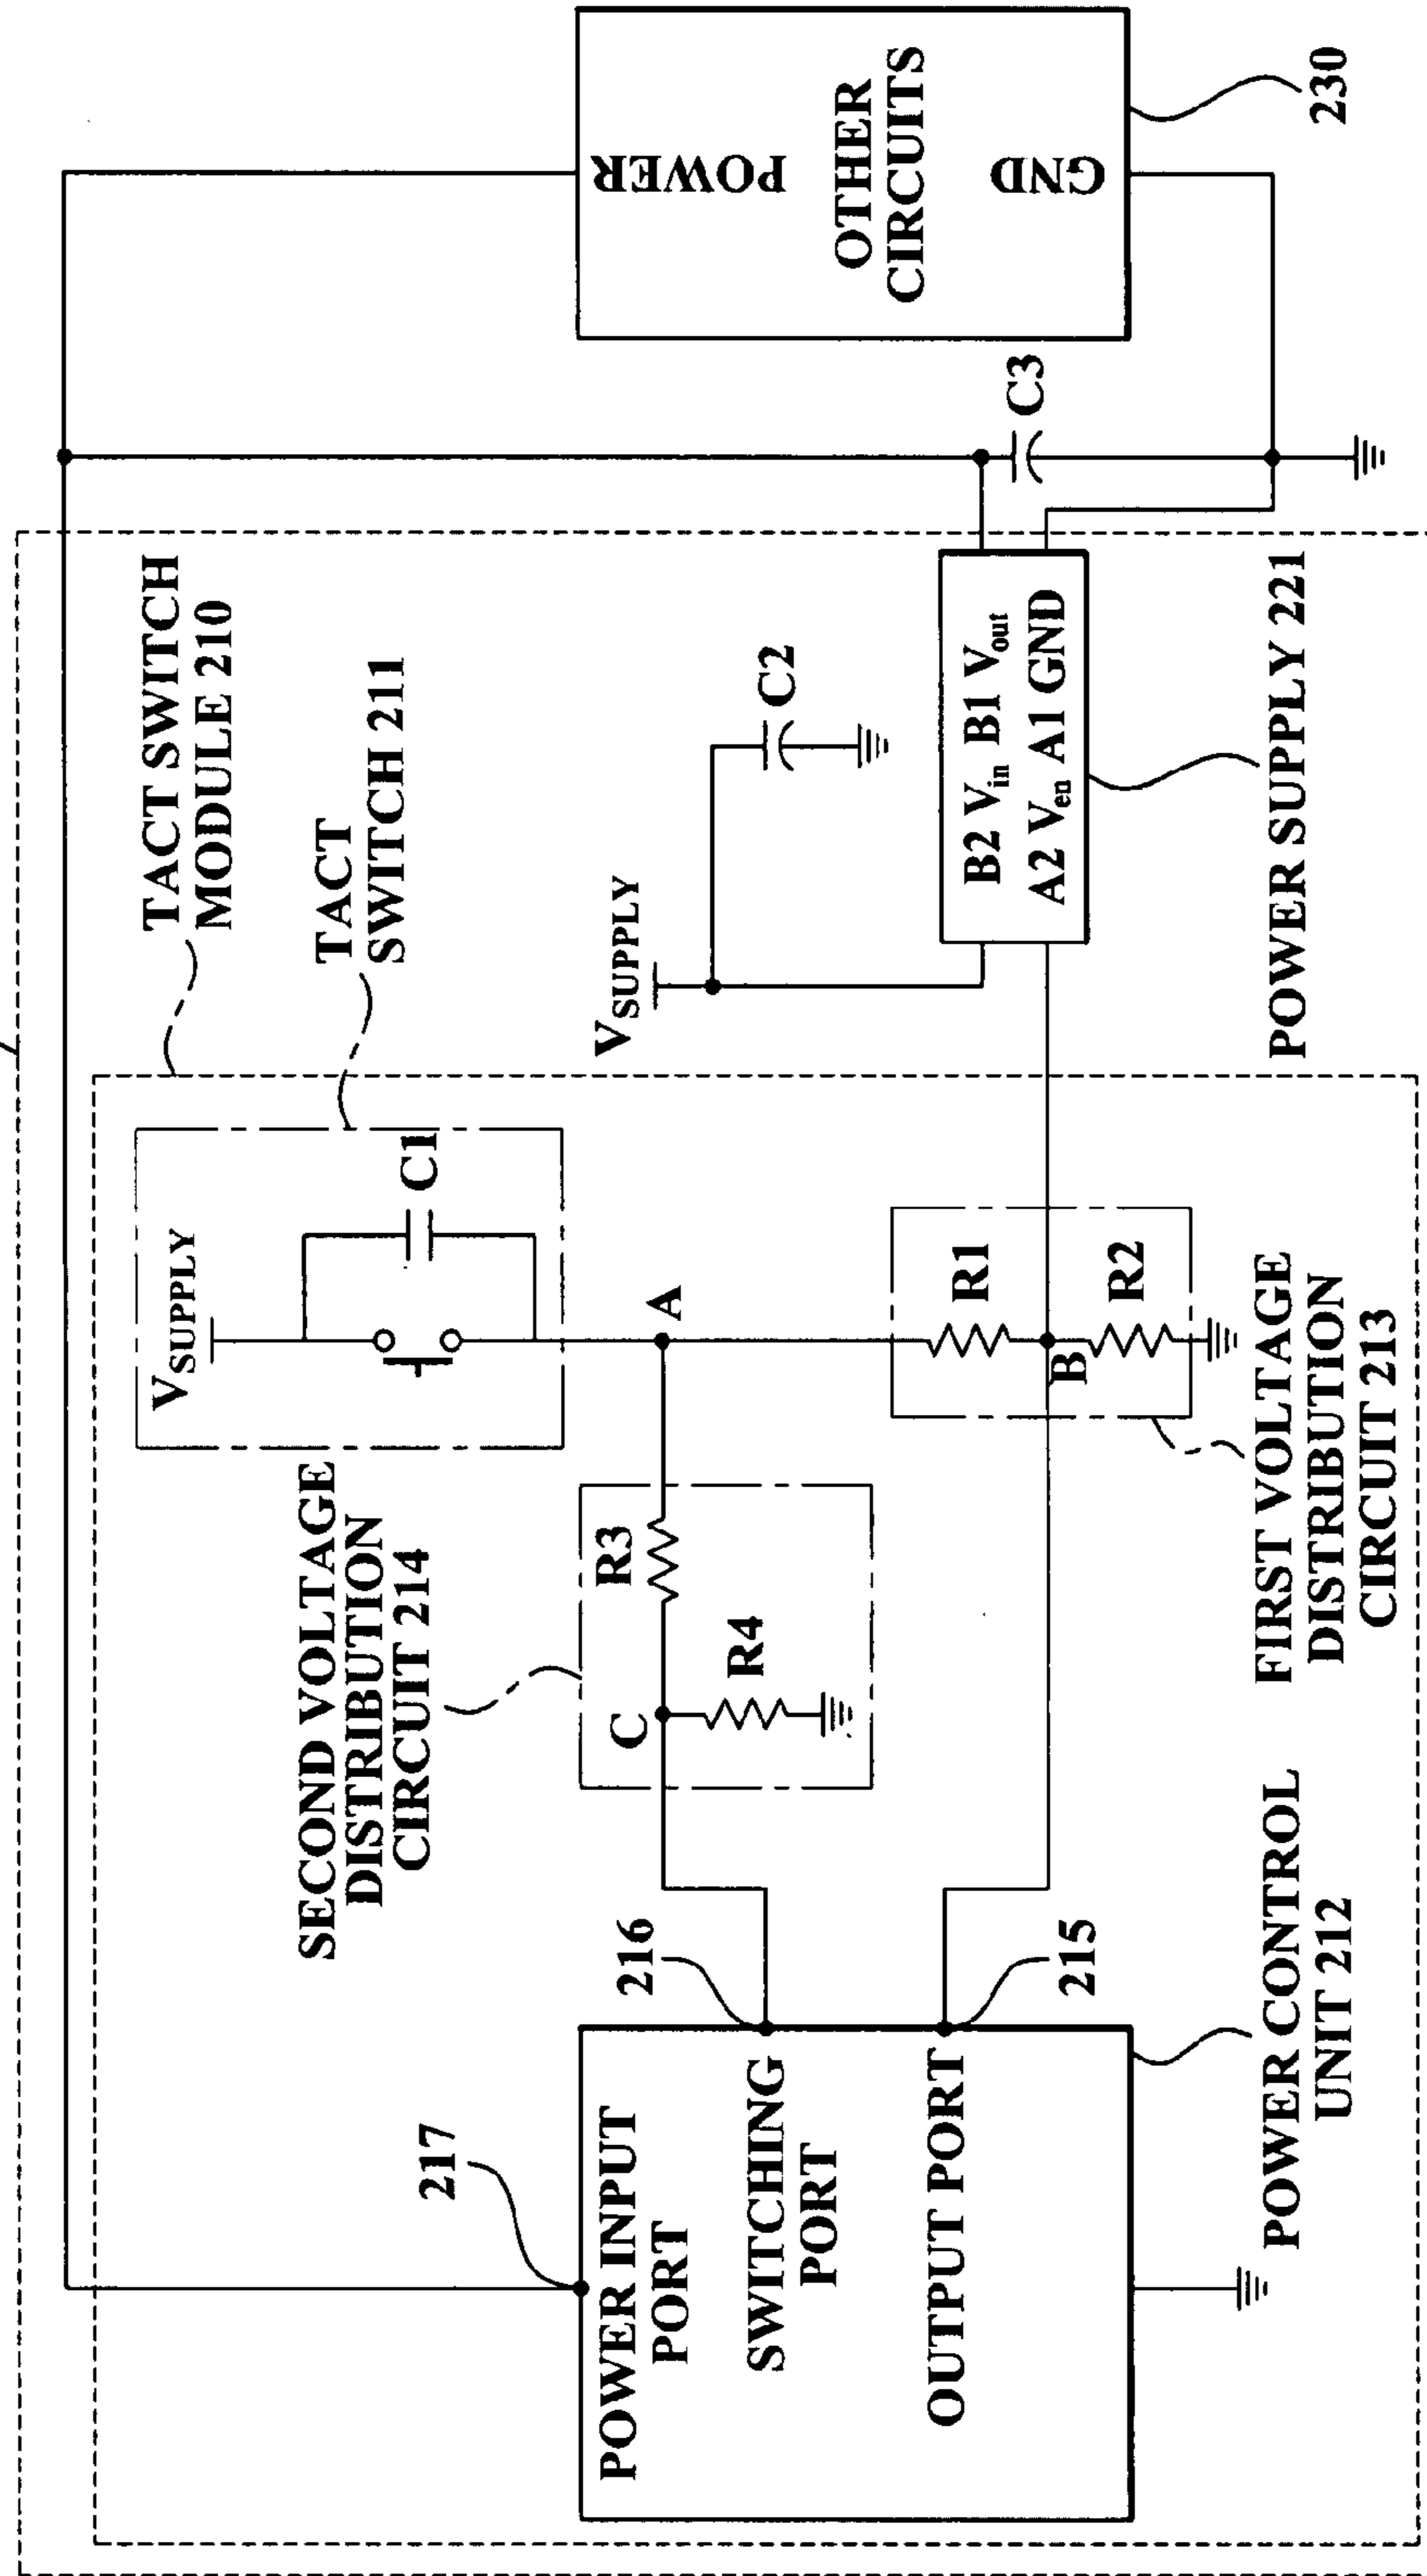 TACT SWITCH
MODULE 210
TACT
SWITCH 211
V SUPPLY
C1
SECOND VOLTAGE
DISTRIBUTION
CIRCUIT 214
217
POWER INPUT
PORT
SWITCHING
PORT
OUTPUT PORT
216
215
C
R3
R4
A
R1
B
R2
V SUPPLY
C2
B2 Vin B1 Vout
A2 Ven A1 GND
C3
POWER
OTHER
CIRCUITS
GND
230
POWER CONTROL
UNIT 212
FIRST VOLTAGE
DISTRIBUTION
CIRCUIT 213
POWER SUPPLY 221